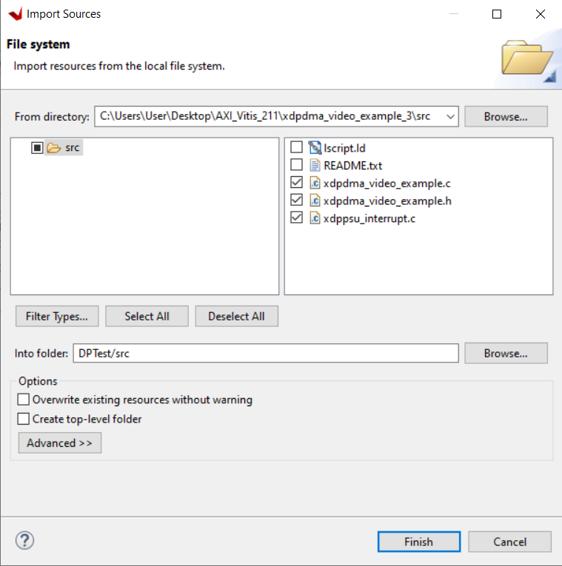 Import Sources
File system
Import resources from the local file system.
From directory: C:\Users\User\Desktop\AXI_Vitis_211\xdpdma_video_example_3\src Browse...
src
lscript.ld
README.txt
xdpdma_video_example.c
xdpdma_video_example.h
xdppsu_interrupt.c
Filter Types... Select All Deselect All
Into folder: DPTest/src Browse...
Options
Overwrite existing resources without warning
Create top-level folder
Advanced >>
? Finish Cancel